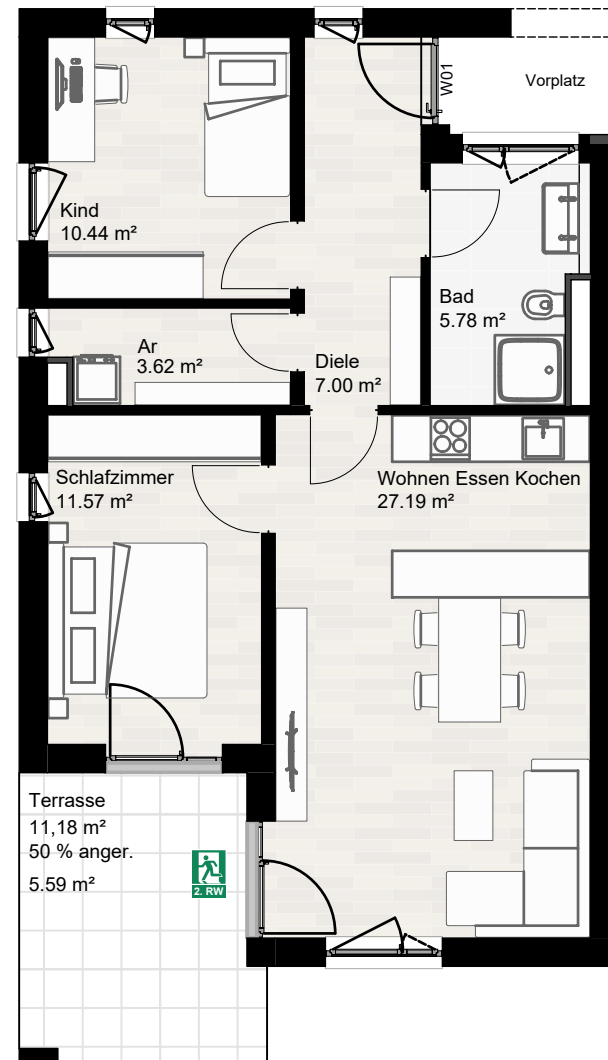 W01
Vorplatz
Kind
10.44 m²
Bad
5.78 m²
Ar
3.62 m²
Diele
7.00 m²
Schlafzimmer
11.57 m²
Wohnen Essen Kochen
27.19 m²
Terrasse
11,18 m²
50 % anger.
5.59 m²
2. RW